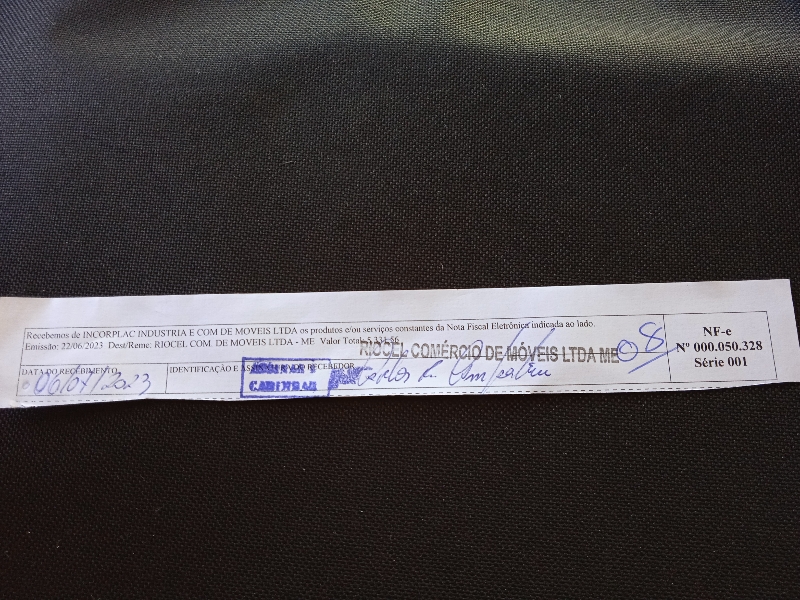 Recebemos de INCORPLAC INDUSTRIA E COM DE MOVEIS LTDA os produtos e/ou serviços constantes da Nota Fiscal Eletrônica indicada ao lado.
Emissão: 22/06/2023 Dest/Reme: RIOCEL COM. DE MOVEIS LTDA - ME Valor Total:
RIOCEL COMÉRCIO DE MÓVEIS LTDA ME
08
DATA DO RECEBIMENTO
IDENTIFICAÇÃO E RECEBEDOR
NF-e
Nº 000.050.328
Série 001